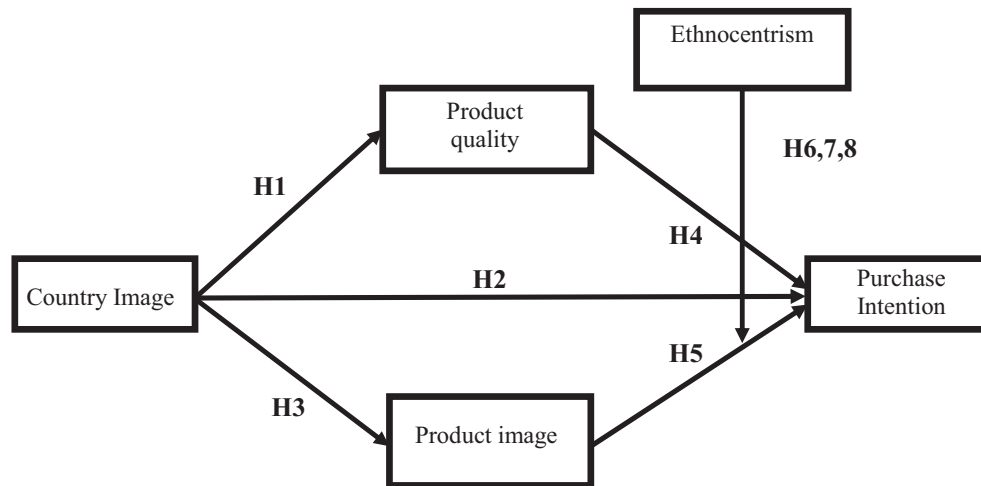 Ethnocentrism
Product
quality
H6,7,8
H1
H4
Country Image
H2
Purchase
Intention
H3
H5
Product image